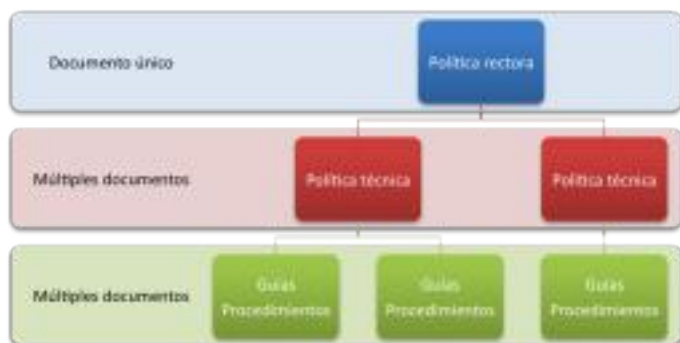 Documento único
Política rectora
Múltiples documentos
Política técnica
Política técnica
Múltiples documentos
Guías
Procedimientos
Guías
Procedimientos
Guías
Procedimientos